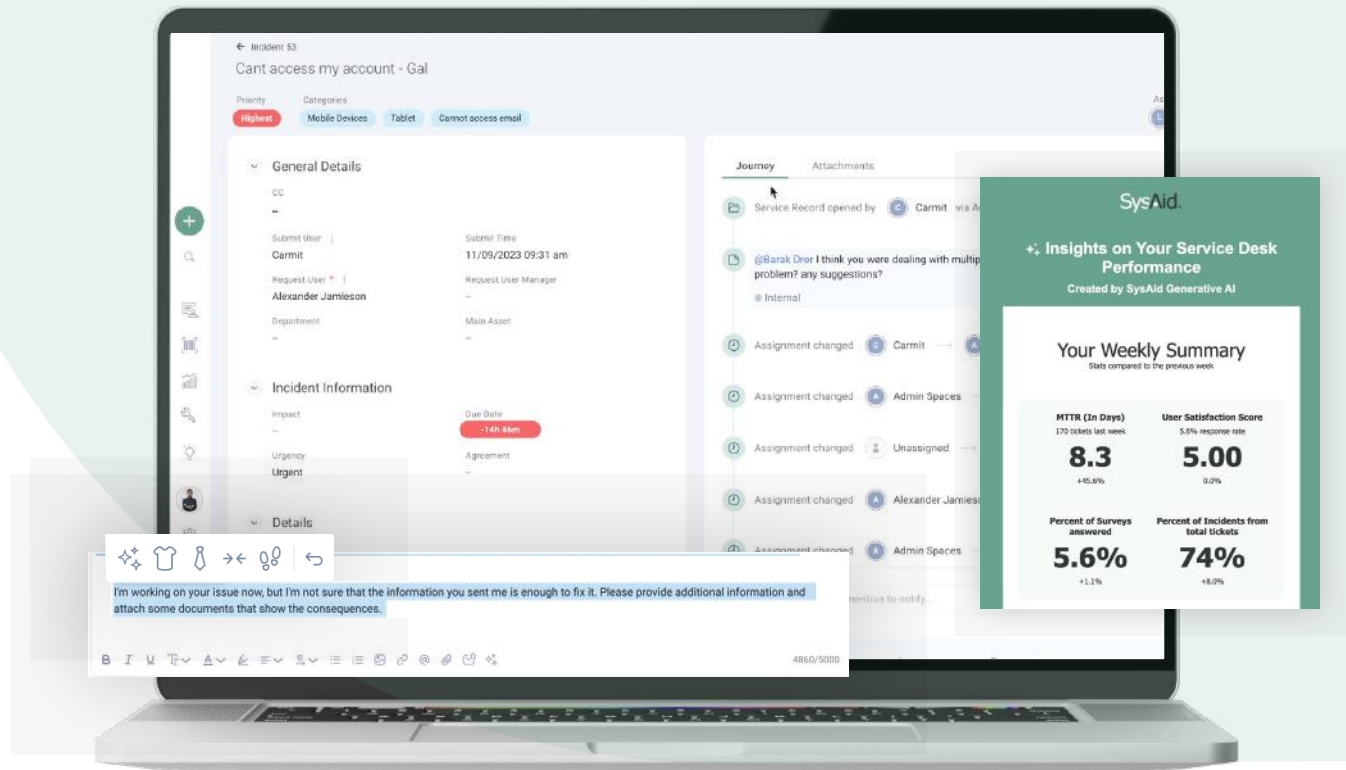 Incident 53
Cant access my account - Gal
Priority
Categories
Highest
Mobile Devices
Tablet
Cannot access email
General Details
CC
--
Submit User
Submit Time
Carmit
11/09/2023 09:31 am
Request User *
Request User Manager
Alexander Jamieson
--
Department
Main Asset
--
--
Incident Information
Impact
Due Date
--
-14h 46m
Urgency
Agreement
Urgent
--
Details
Journey
Attachments
Service Record opened by C Carmit via
@Barak Dror I think you were dealing with
problem? any suggestions?
Internal
Assignment changed C Carmit → A
Assignment changed A Admin Spaces
Assignment changed Unassigned →
Assignment changed A Alexander
Assignment changed A Admin Spaces
mention to notify...
SysAid.
Insights on Your Service Desk
Performance
Created by SysAid Generative AI
Your Weekly Summary
Stats compared to the previous week
MTTR (In Days)
170 tickets last week
8.3
+45.6%
User Satisfaction Score
5.6% response rate
5.00
0.0%
Percent of Surveys
answered
5.6%
+1.1%
Percent of Incidents from
total tickets
74%
+8.0%
I'm working on your issue now, but I'm not sure that the information you sent me is enough to fix it. Please provide additional information and
attach some documents that show the consequences.
B I U
4860/5000